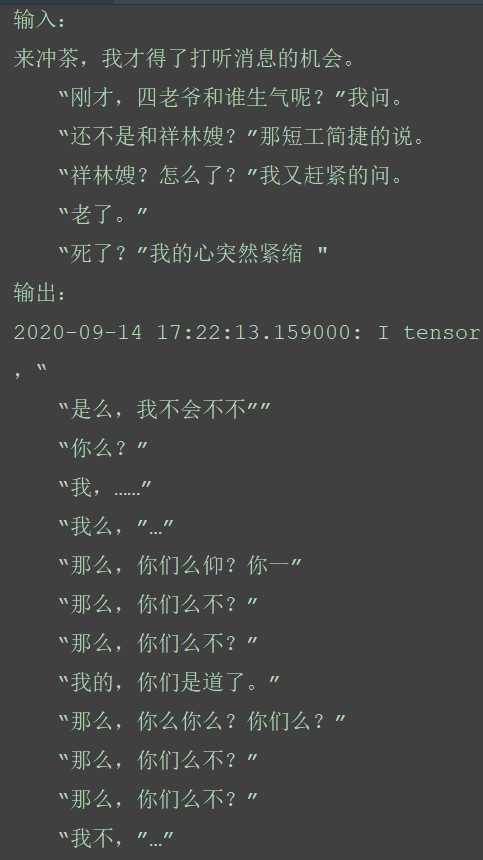 输入:
来冲茶，我才得了打听消息的机会。
“刚才，四老爷和谁生气呢？”我问。
“还不是和祥林嫂？”那短工简捷的说。
“祥林嫂？怎么了？”我又赶紧的问。
“老了。”
“死了？”我的心突然紧缩 "
输出:
2020-09-14 17:22:13.159000: I tensor
，“
“是么，我不会不不””
“你么？”
“我，……”
“我么，”…”
“那么，你们么仰？你一”
“那么，你们么不？”
“那么，你们么不？”
“我的，你们是道了。”
“那么，你么你么？你们么？”
“那么，你们么不？”
“那么，你们么不？”
“我不，”…”